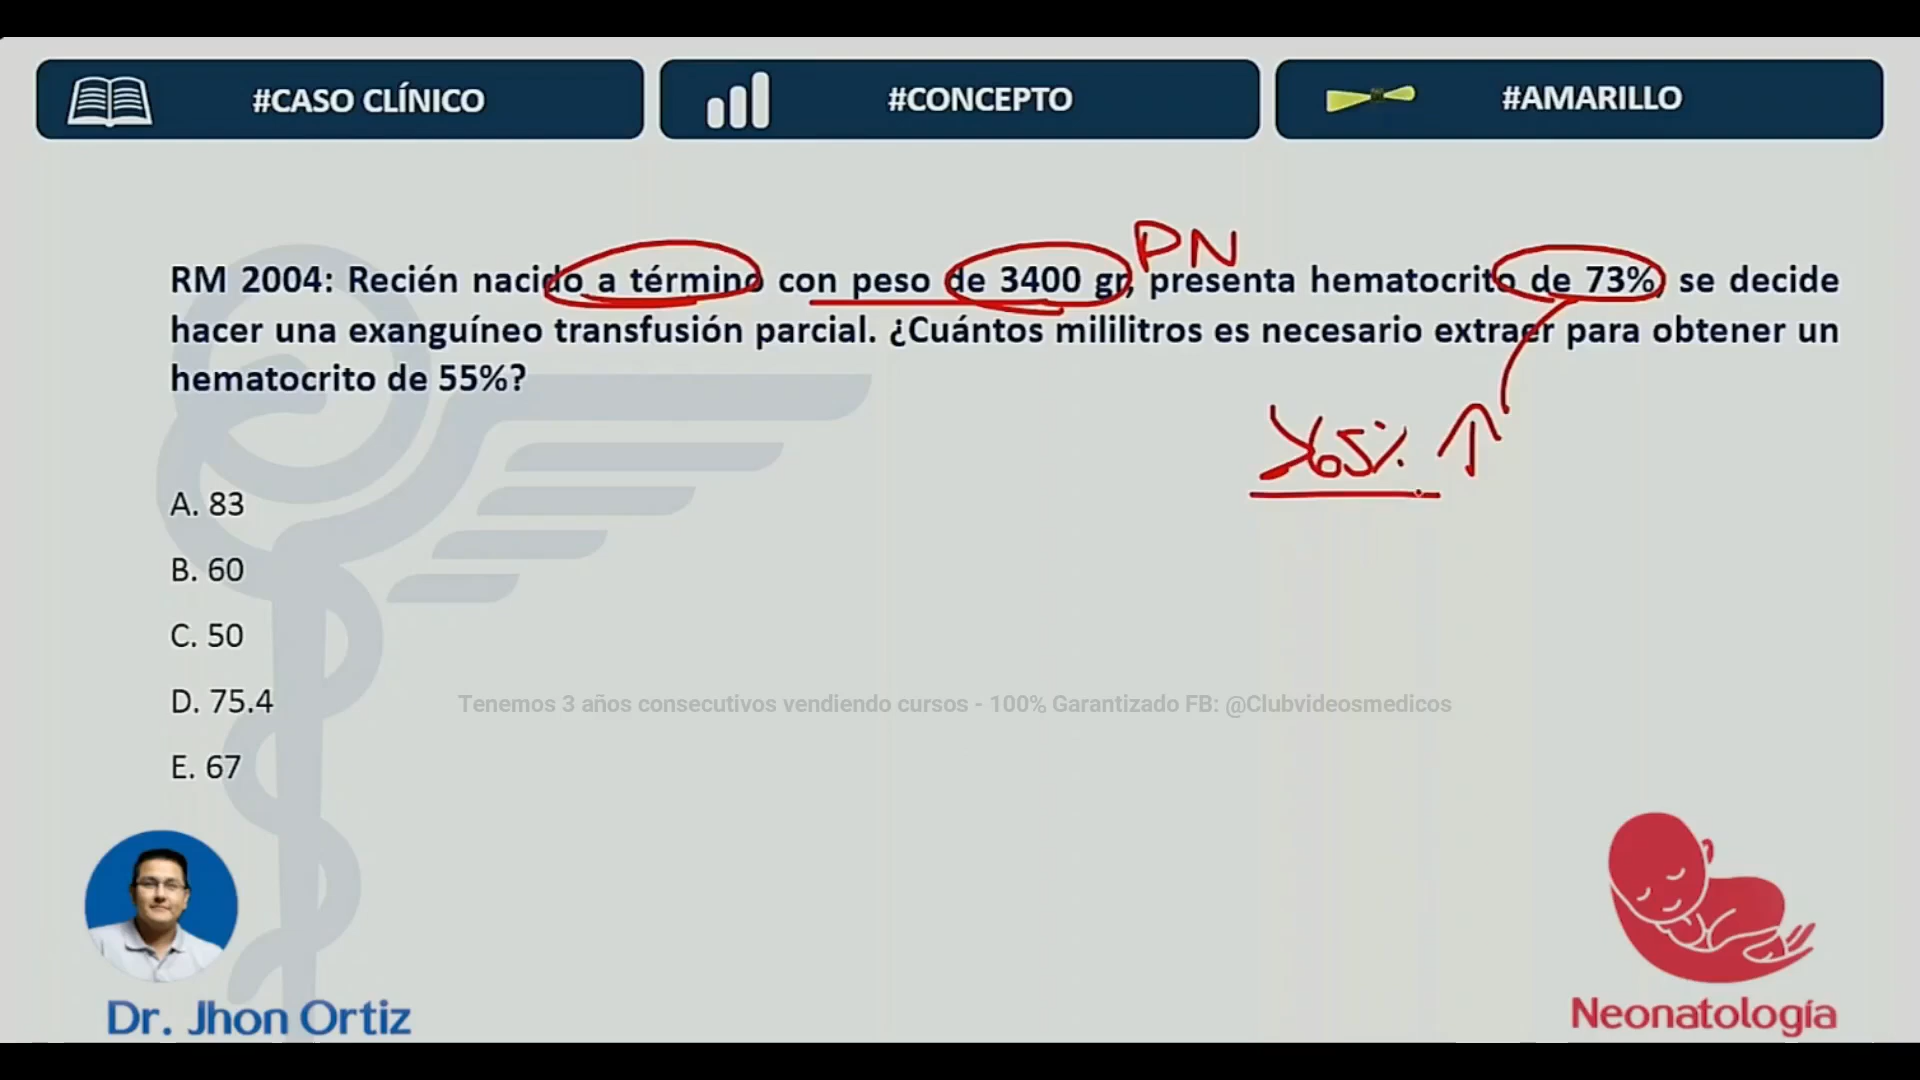 #CASO CLÍNICO
#CONCEPTO
#AMARILLO
PN
RM 2004: Recién nacido a término con peso de 3400 gr, presenta hematocrito de 73%, se decide
hacer una exanguíneo transfusión parcial. ¿Cuántos mililitros es necesario extraer para obtener un
hematocrito de 55%?
>65%
A. 83
B. 60
C. 50
D. 75.4
E. 67
Tenemos 3 años consecutivos vendiendo cursos - 100% Garantizado FB: @Clubvideosmedicos
Dr. Jhon Ortiz
Neonatología